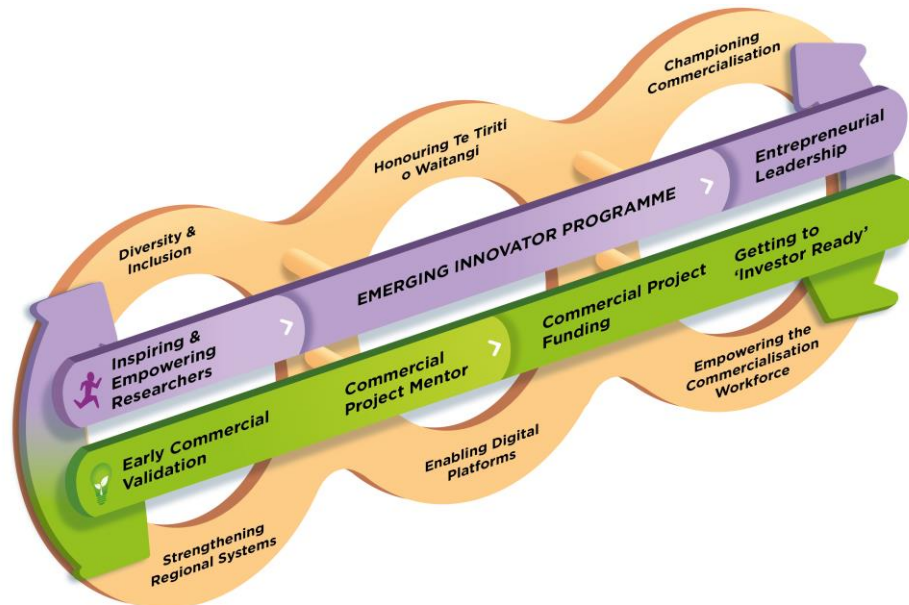 Championing
Commercialisation
Honouring Te Tiriti
o Waitangi
Diversity &
Inclusion
Entrepreneurial
Leadership
EMERGING INNOVATOR PROGRAMME
Inspiring &
Empowering
Researchers
Getting to
‘Investor Ready’
Commercial Project
Funding
Commercial
Project Mentor
Early Commercial
Validation
Empowering the
Commercialisation
Workforce
Enabling Digital
Platforms
Strengthening
Regional Systems